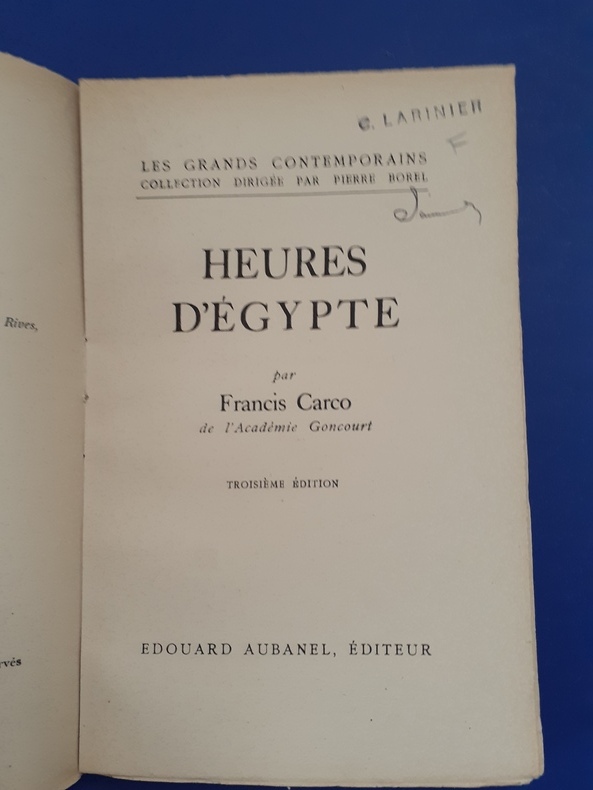 G. LARINIER
F
LES GRANDS CONTEMPORAINS
COLLECTION DIRIGÉE PAR PIERRE BOREL
HEURES
D'ÉGYPTE
par
Francis Carco
de l'Académie Goncourt
TROISIÈME ÉDITION
EDOUARD AUBANEL, ÉDITEUR
Rives,
rvés